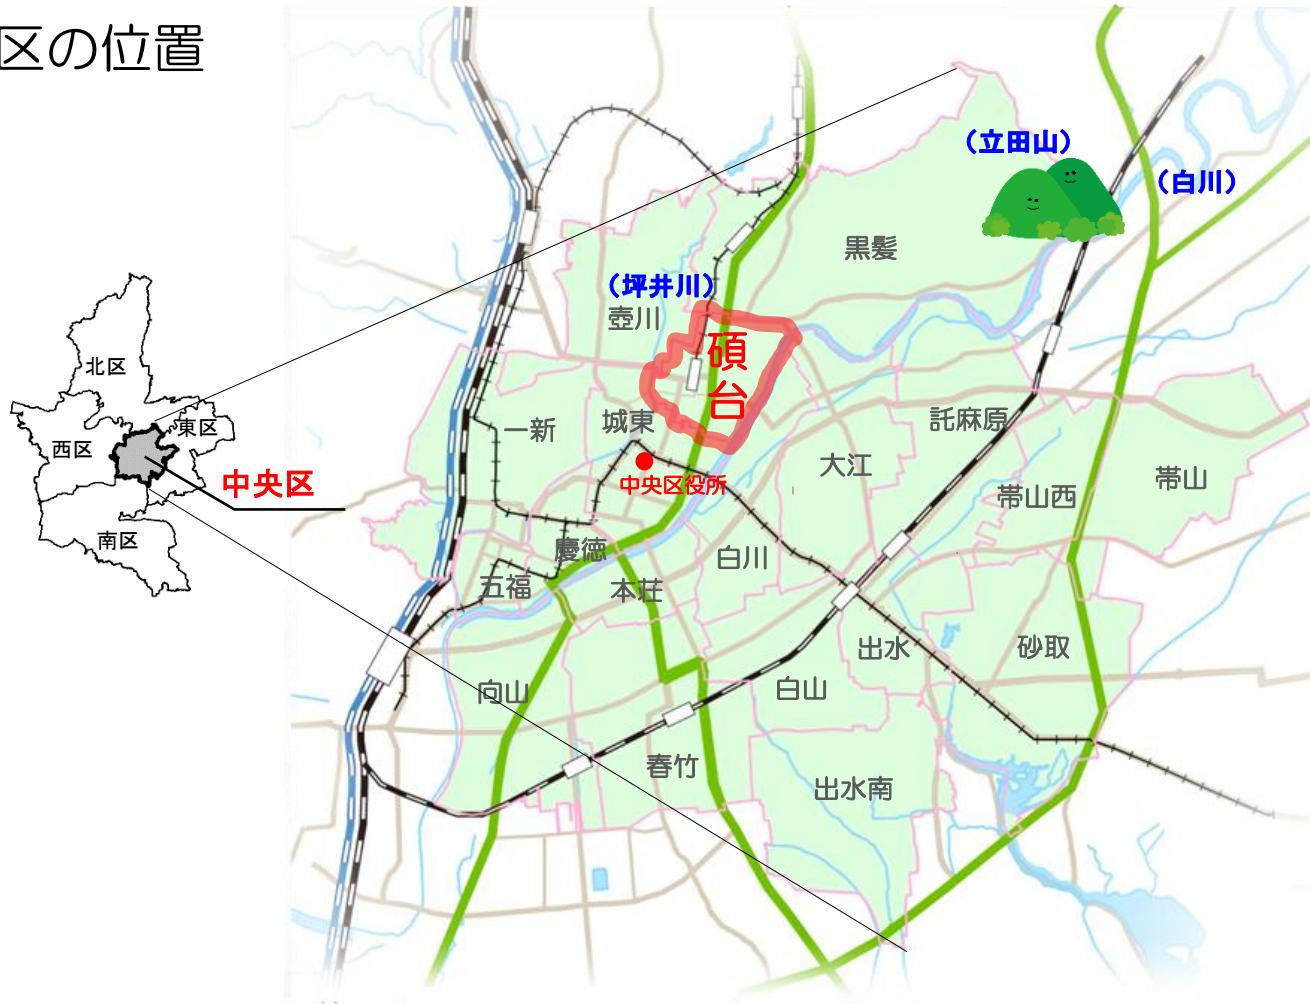 区の位置
（立田山）
（白川）
黒髪
（坪井川）
壺川
碩
台
北区
東区
西区
中央区
南区
一新
城東
託麻原
大江
帯山
帯山西
中央区役所
慶徳
白川
五福
本荘
出水
砂取
向山
白山
春竹
出水南